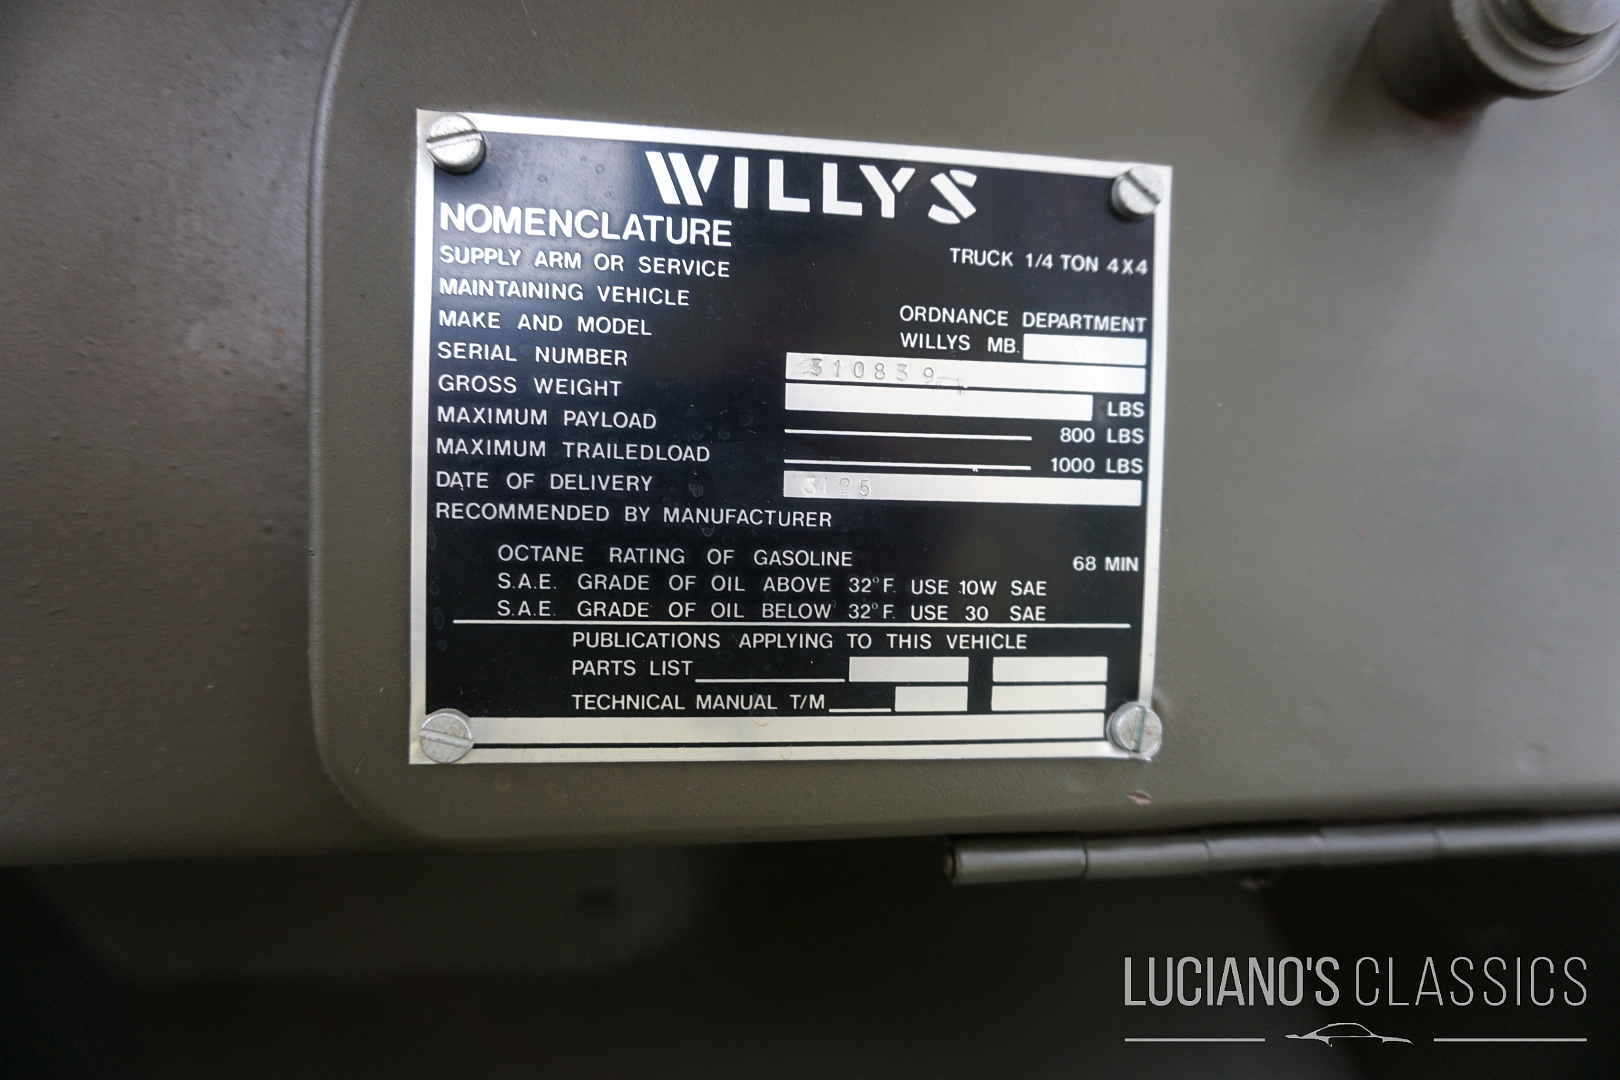 WILLYS
NOMENCLATURE
SUPPLY ARM OR SERVICE TRUCK 1/4 TON 4X4
MAINTAINING VEHICLE ORDNANCE DEPARTMENT
MAKE AND MODEL WILLYS MB.
SERIAL NUMBER 310839
GROSS WEIGHT LBS
MAXIMUM PAYLOAD 800 LBS
MAXIMUM TRAILEDLOAD 1000 LBS
DATE OF DELIVERY
RECOMMENDED BY MANUFACTURER
OCTANE RATING OF GASOLINE 68 MIN
S.A.E. GRADE OF OIL ABOVE 32°F. USE 10W SAE
S.A.E. GRADE OF OIL BELOW 32°F. USE 30 SAE
PUBLICATIONS APPLYING TO THIS VEHICLE
PARTS LIST
TECHNICAL MANUAL T/M
LUCIANO'S CLASSICS